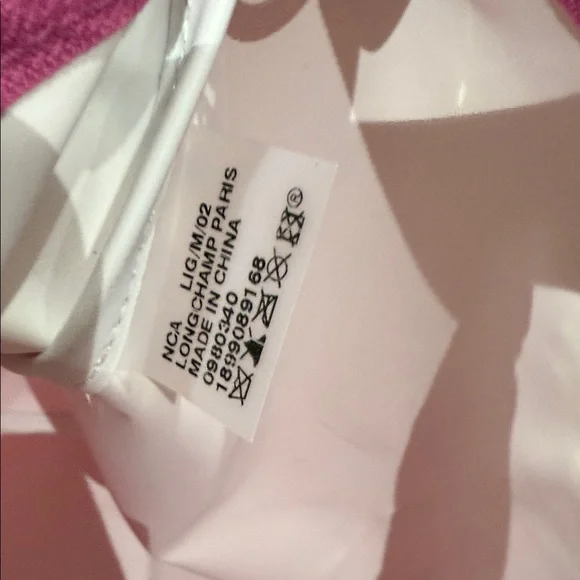 NCA LIG/M/02
LONGCHAMP PARIS
MADE IN CHINA
0980340
1899089168
®